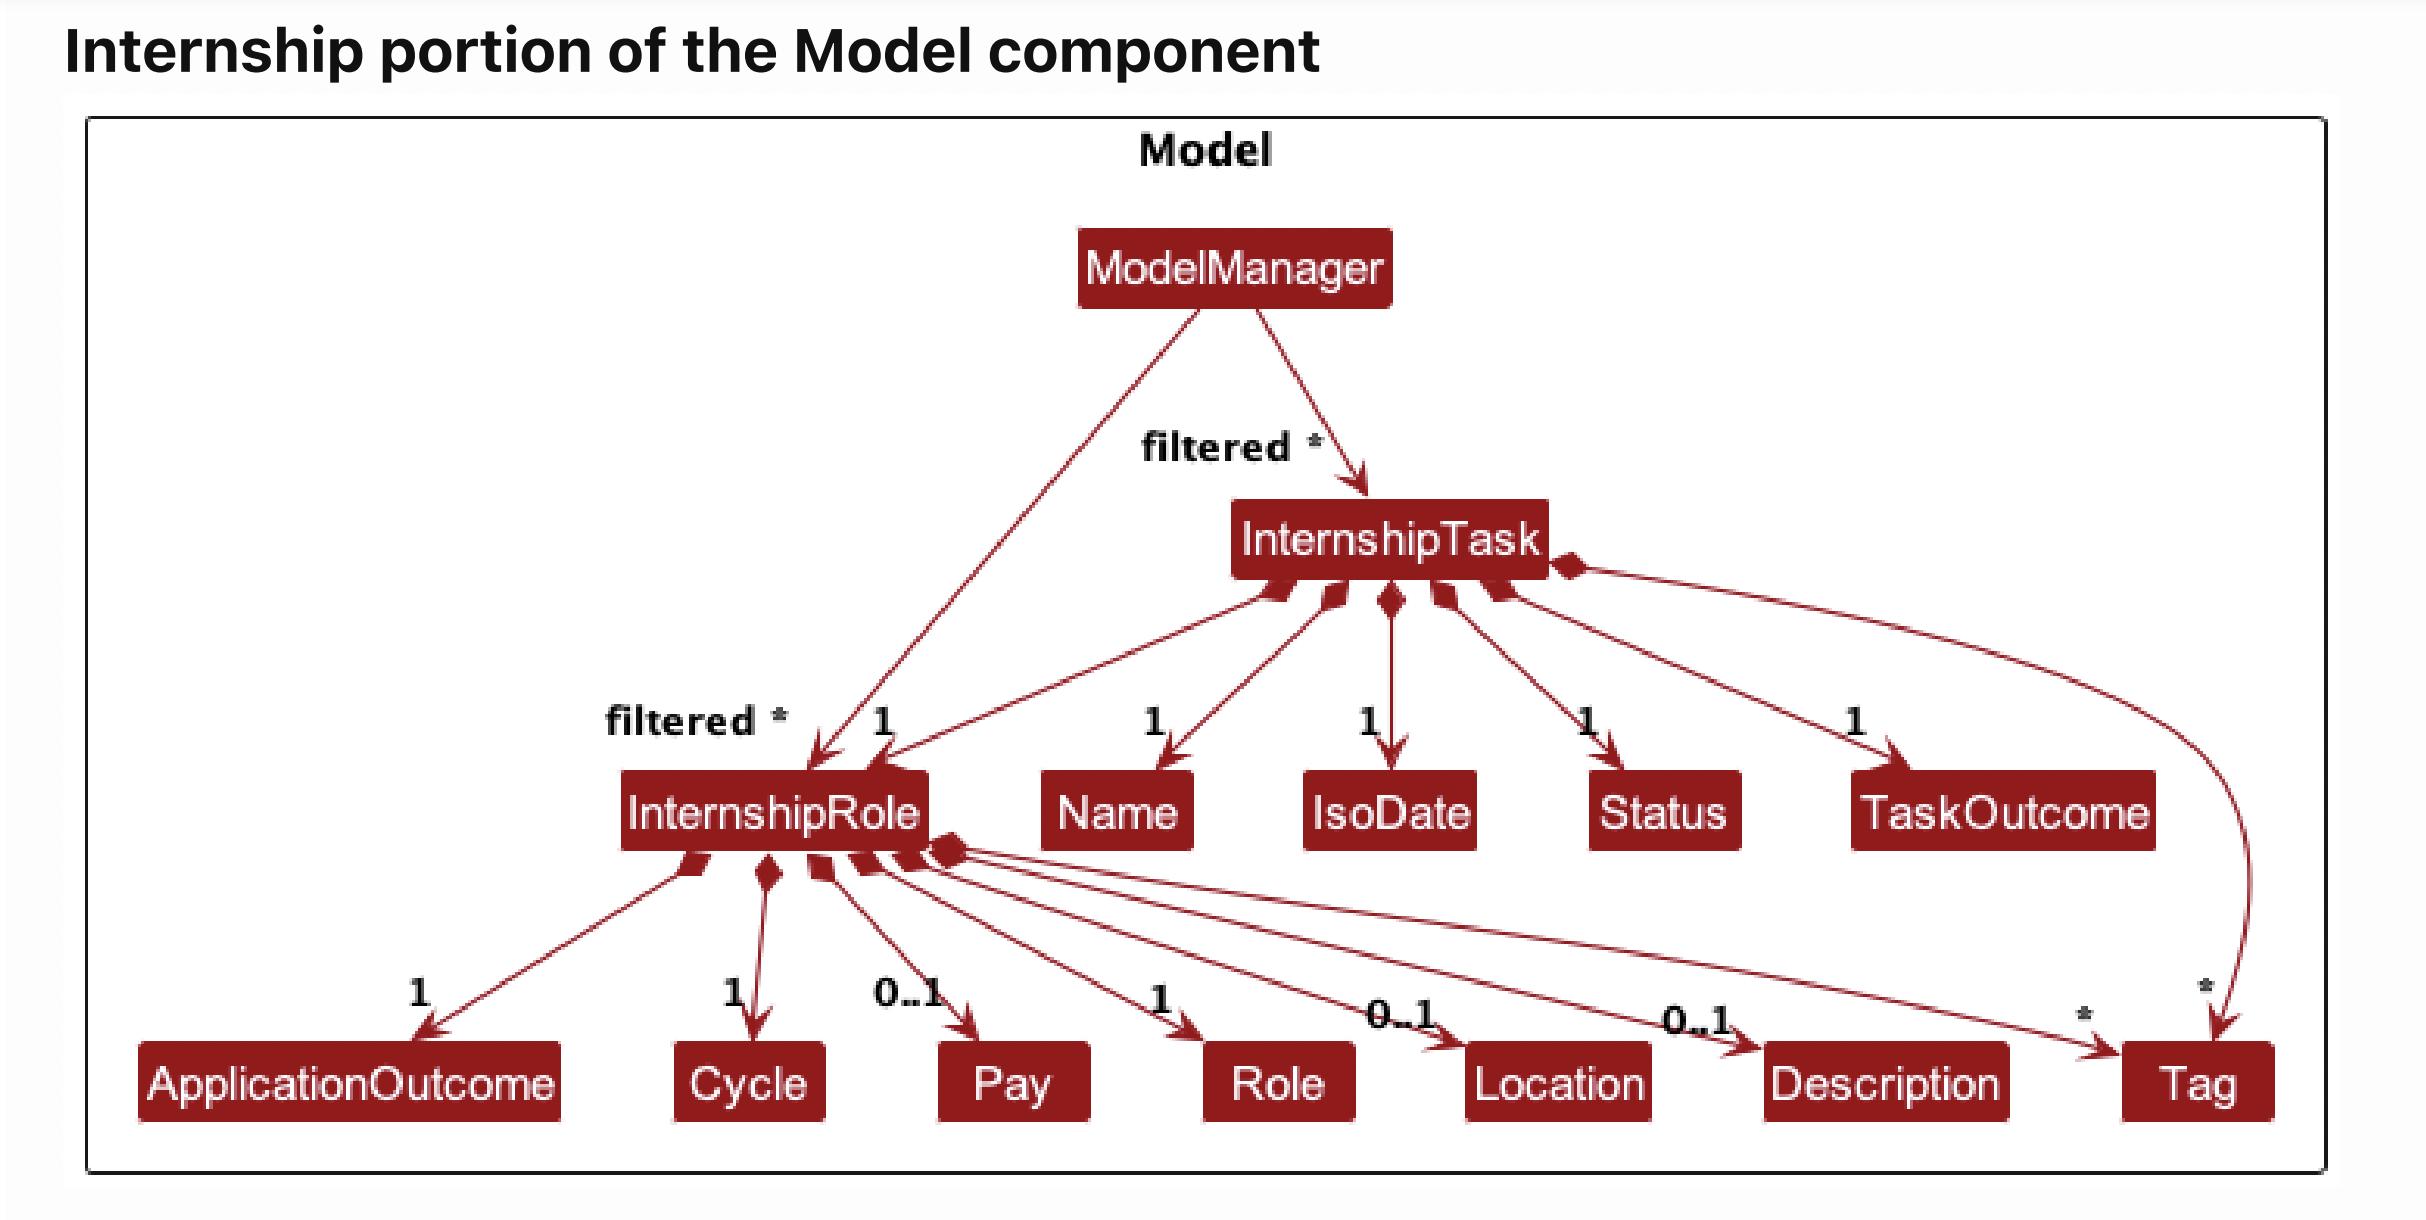 Internship portion of the Model component
Model
ModelManager
filtered *
InternshipTask
filtered *
1
1
1
1
1
InternshipRole
Name
IsoDate
Status
TaskOutcome
1
1
0..1
1
0..1
0..1
*
*
ApplicationOutcome
Cycle
Pay
Role
Location
Description
Tag